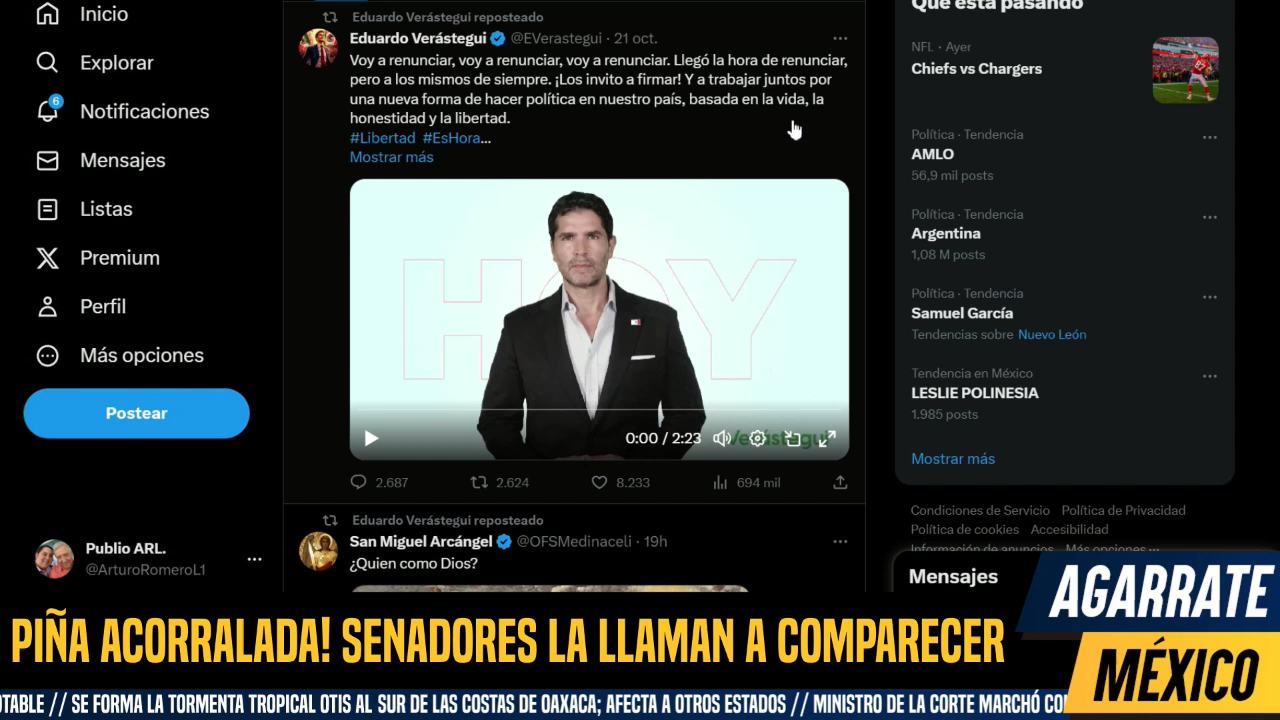 Inicio
Explorar
6
Notificaciones
Mensajes
Listas
Premium
Perfil
Más opciones
Postear
Publio ARL.
@ArturoRomeroL1
Eduardo Verástegui reposteado
Eduardo Verástegui @EVerastegui · 21 oct.
Voy a renunciar, voy a renunciar, voy a renunciar. Llegó la hora de renunciar,
pero a los mismos de siempre. ¡Los invito a firmar! Y a trabajar juntos por
una nueva forma de hacer política en nuestro país, basada en la vida, la
honestidad y la libertad.
#Libertad #EsHora...
Mostrar más
HOY
Verástegui
0:00 / 2:23
2.687 2.624 8.233 694 mil
Eduardo Verástegui reposteado
San Miguel Arcángel @OFSMedinaceli · 19h
¿Quien como Dios?
Qué está pasando
NFL · Ayer
Chiefs vs Chargers
Política · Tendencia
AMLO
56,9 mil posts
Política · Tendencia
Argentina
1,08 M posts
Política · Tendencia
Samuel García
Tendencias sobre Nuevo León
Tendencia en México
LESLIE POLINESIA
1.985 posts
Mostrar más
Condiciones de Servicio Política de Privacidad
Política de cookies Accesibilidad
Información de anuncios Más opciones ...
Mensajes
AGARRATE
MÉXICO
PIÑA ACORRALADA! SENADORES LA LLAMAN A COMPARECER
OTABLE // SE FORMA LA TORMENTA TROPICAL OTIS AL SUR DE LAS COSTAS DE OAXACA; AFECTA A OTROS ESTADOS // MINISTRO DE LA CORTE MARCHÓ CO